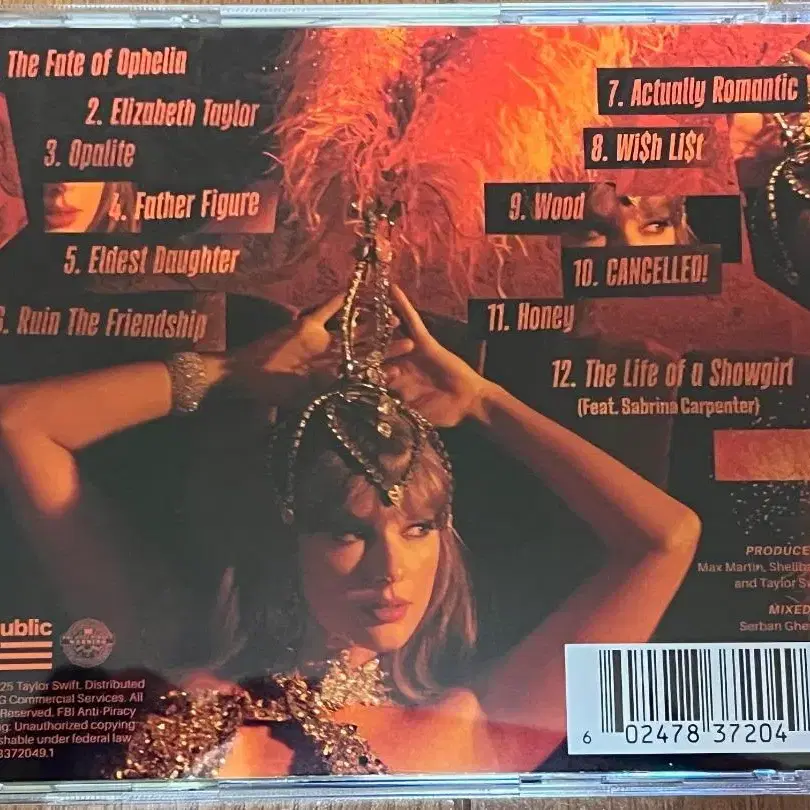 The Fate of Ophelia
2. Elizabeth Taylor
3. Opalite
4. Father Figure
5. Eldest Daughter
6. Ruin The Friendship
7. Actually Romantic
8. Wi$h Li$t
9. Wood
10. CANCELLED!
11. Honey
12. The Life of a Showgirl
(Feat. Sabrina Carpenter)
PRODUCE
Max Martin, Shellba
and Taylor Sw
MIXED
Serban Ghe
ublic
25 Taylor Swift. Distributed
G Commercial Services. All
Reserved. FBI Anti-Piracy
ng: Unauthorized copying
shable under federal law
3372049.1
6 02478 37204